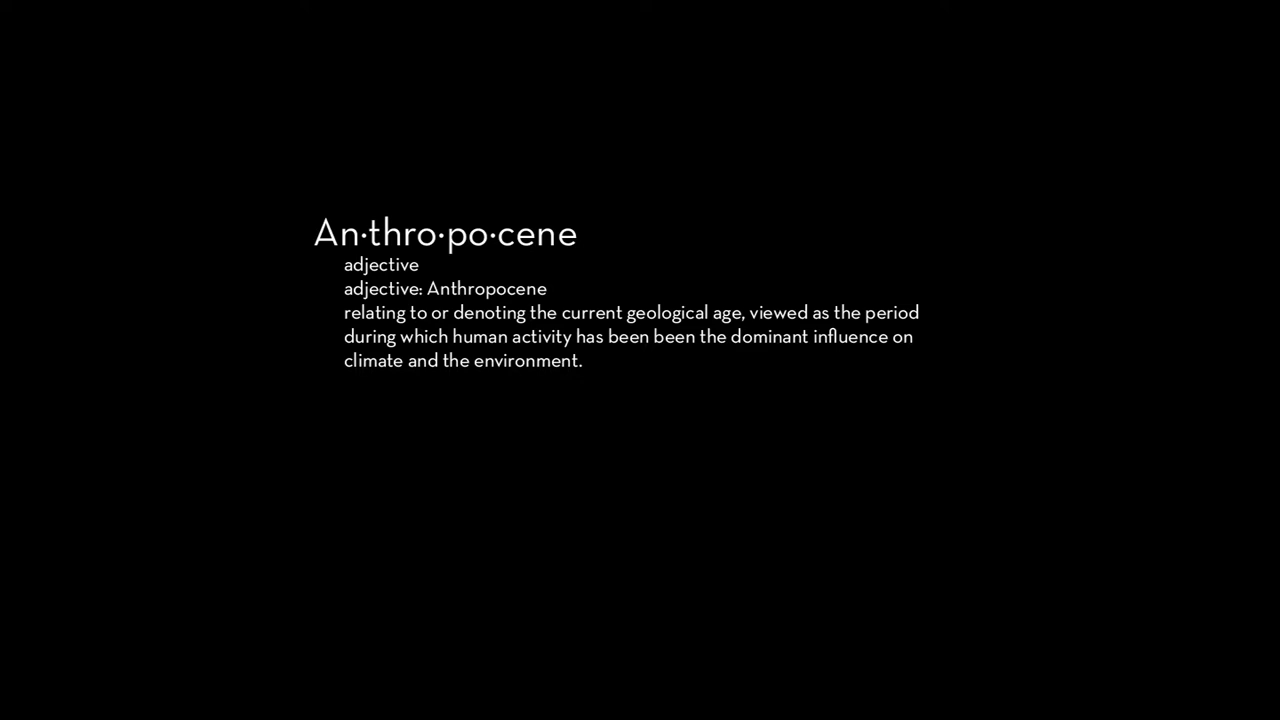 An·thro·po·cene
adjective
adjective: Anthropocene
relating to or denoting the current geological age, viewed as the period
during which human activity has been been the dominant influence on
climate and the environment.